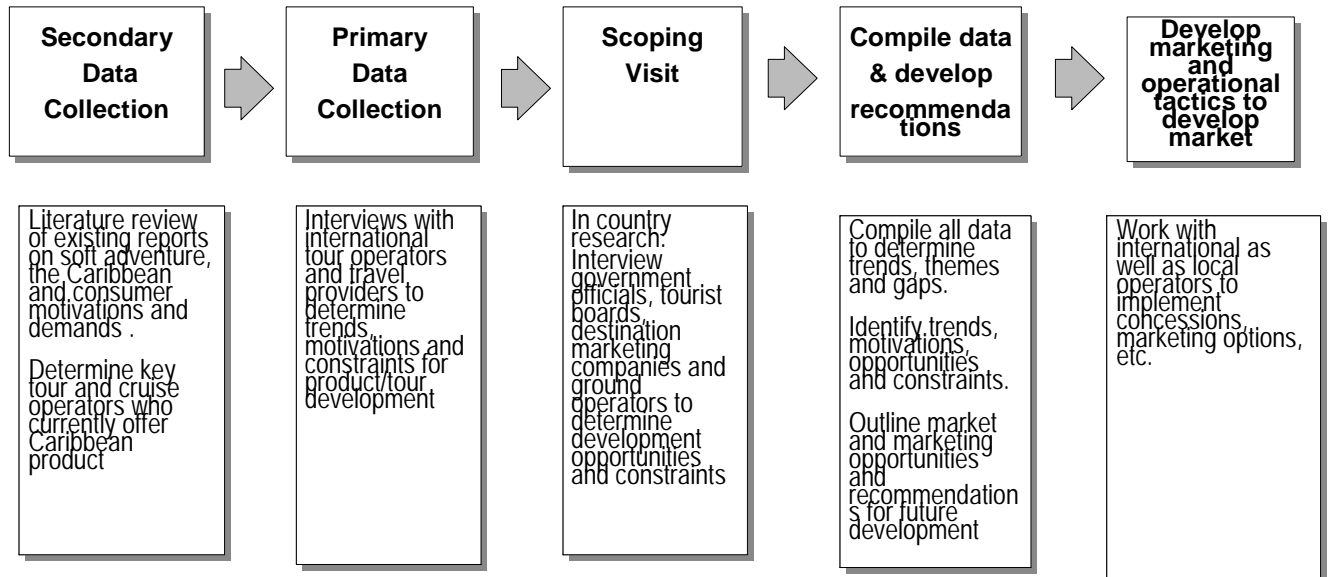 Secondary
Data
Collection
Primary
Data
Collection
Scoping
Visit
Compile data
& develop
recommenda
tions
Develop
marketing
and
operational
tactics to
develop
market
Literature review
of existing reports
on soft adventure,
the Caribbean
and consumer
motivations and
demands .
Determine key
tour and cruise
operators who
currently offer
Caribbean
product
Interviews with
international
tour operators
and travel
providers to
determine
trends,
motivations and
constraints for
product/tour
development
In country
research:
Interview
government
officials, tourist
boards,
destination
marketing
companies and
ground
operators to
determine
development
opportunities
and constraints
Compile all data
to determine
trends, themes
and gaps.
Identify trends,
motivations,
opportunities
and constraints.
Outline market
and marketing
opportunities
and
recommendation
s for future
development
Work with
international as
well as local
operators to
implement
concessions,
marketing options,
etc.